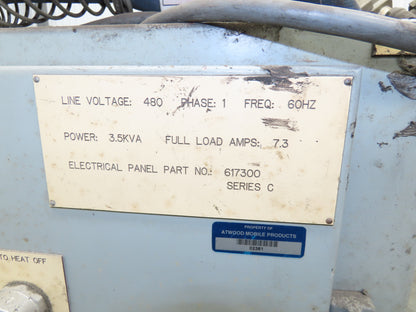 LINE VOLTAGE: 480 PHASE: 1 FREQ: 60HZ
POWER: 3.5KVA FULL LOAD AMPS: 7.3
ELECTRICAL PANEL PART NO.: 617300
SERIES C
PROPERTY OF
ATWOOD MOBILE PRODUCTS
TO HEAT OFF